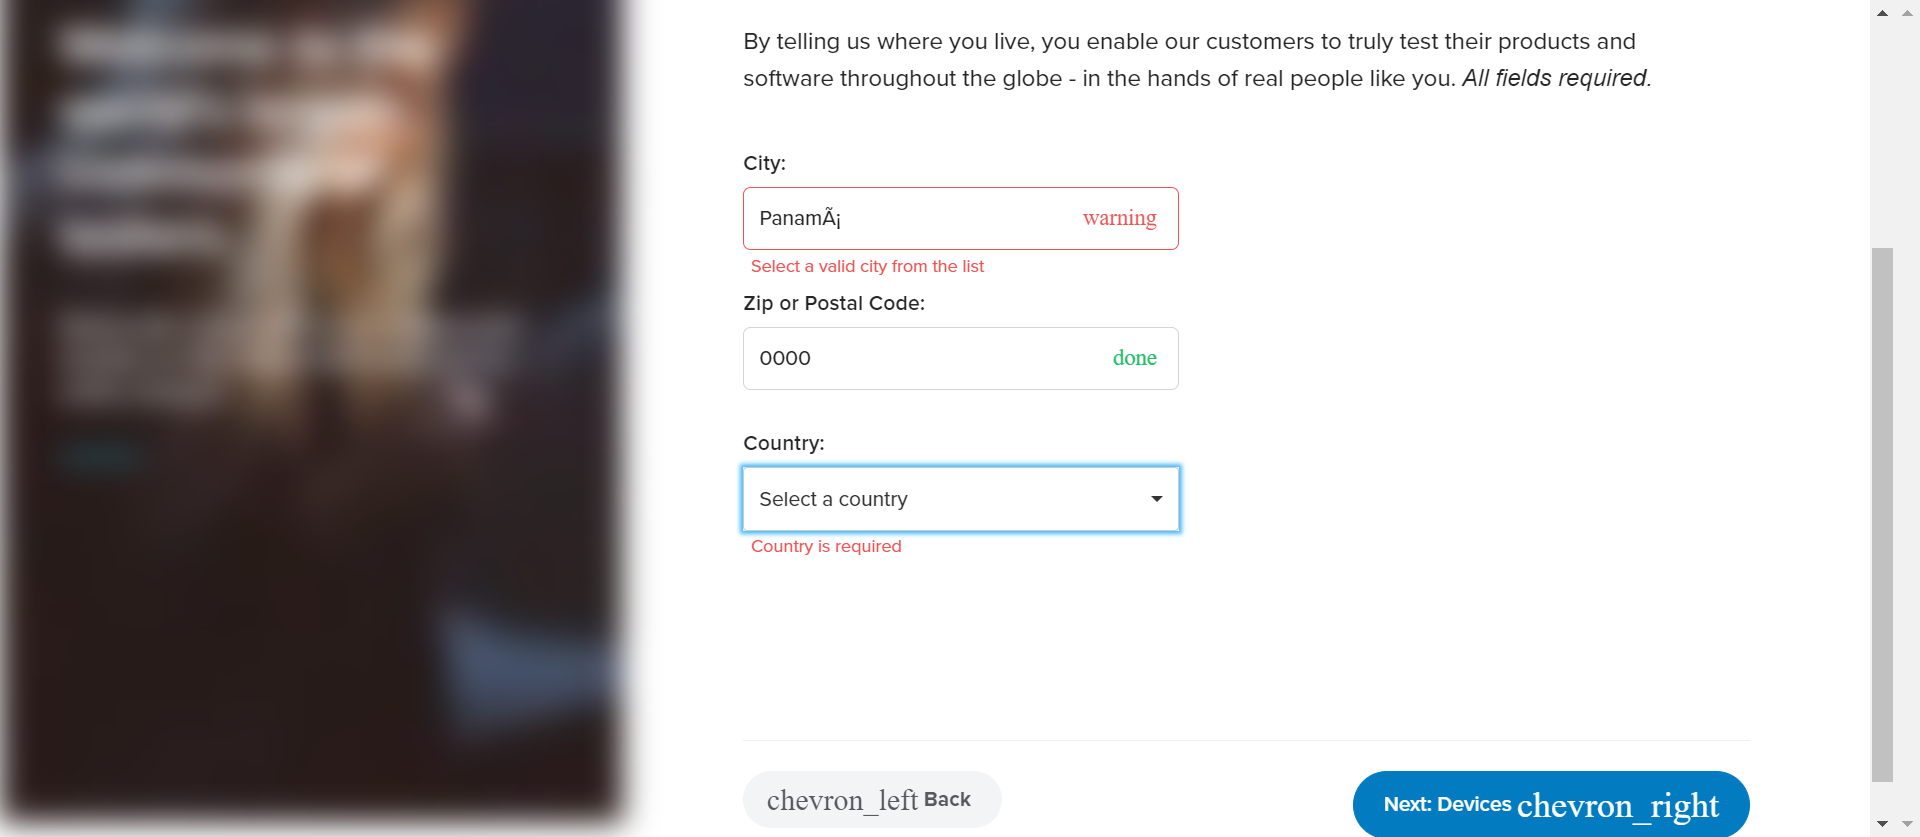 By telling us where you live, you enable our customers to truly test their products and
software throughout the globe - in the hands of real people like you. All fields required.
City:
PanamÃ¡ warning
Select a valid city from the list
Zip or Postal Code:
0000 done
Country:
Select a country
Country is required
chevron_left Back
Next: Devices chevron_right